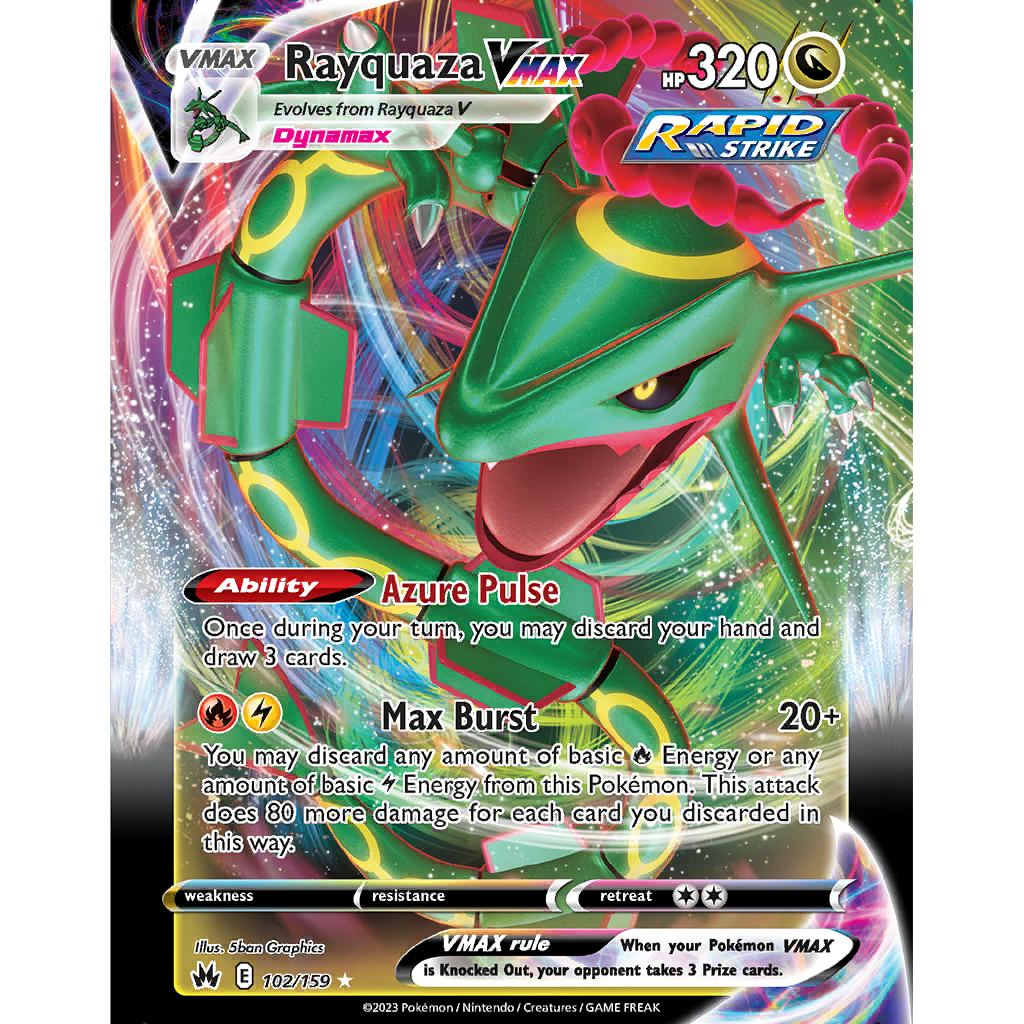 VMAX
Rayquaza VMAX
HP 320
Evolves from Rayquaza V
Dynamax
RAPID
STRIKE
Ability Azure Pulse
Once during your turn, you may discard your hand and
draw 3 cards.
Max Burst 20+
You may discard any amount of basic Energy or any
amount of basic Energy from this Pokémon. This attack
does 80 more damage for each card you discarded in
this way.
weakness resistance retreat
Illus. 5ban Graphics
VMAX rule When your Pokémon VMAX
is Knocked Out, your opponent takes 3 Prize cards.
E 102/159
©2023 Pokémon / Nintendo / Creatures / GAME FREAK